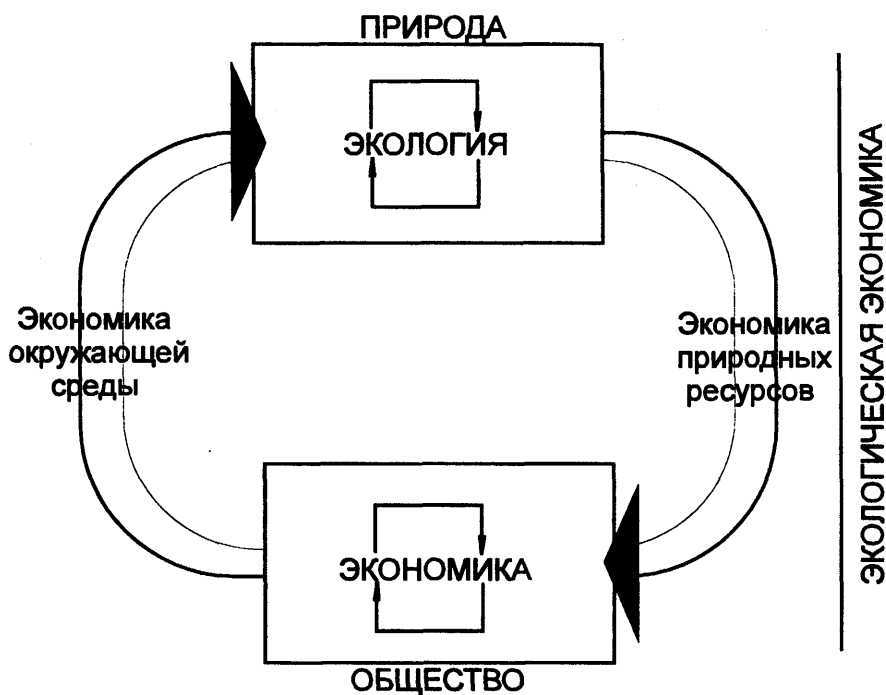 ПРИРОДА
ЭКОЛОГИЯ
Экономика
окружающей
среды
Экономика
природных
ресурсов
ЭКОНОМИКА
ОБЩЕСТВО
ЭКОЛОГИЧЕСКАЯ ЭКОНОМИКА